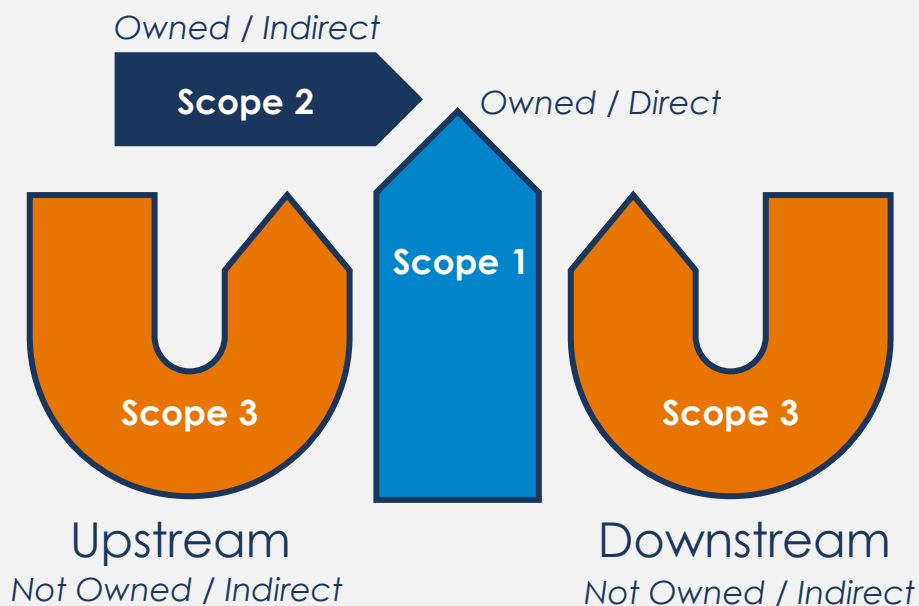 Owned / Indirect
Scope 2
Owned / Direct
Scope 1
Scope 3
Scope 3
Upstream
Downstream
Not Owned / Indirect
Not Owned / Indirect